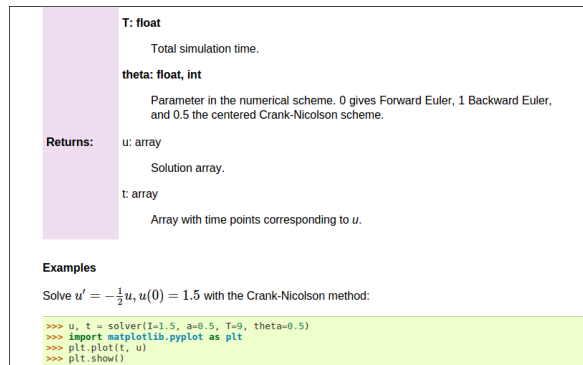 T: float
Total simulation time.
theta: float, int
Parameter in the numerical scheme. 0 gives Forward Euler, 1 Backward Euler,
and 0.5 the centered Crank-Nicolson scheme.
Returns: u: array
Solution array.
t: array
Array with time points corresponding to u.
Examples
Solve u′ = −½u, u(0) = 1.5 with the Crank-Nicolson method:
>>> u, t = solver(I=1.5, a=0.5, T=9, theta=0.5)
>>> import matplotlib.pyplot as plt
>>> plt.plot(t, u)
>>> plt.show()